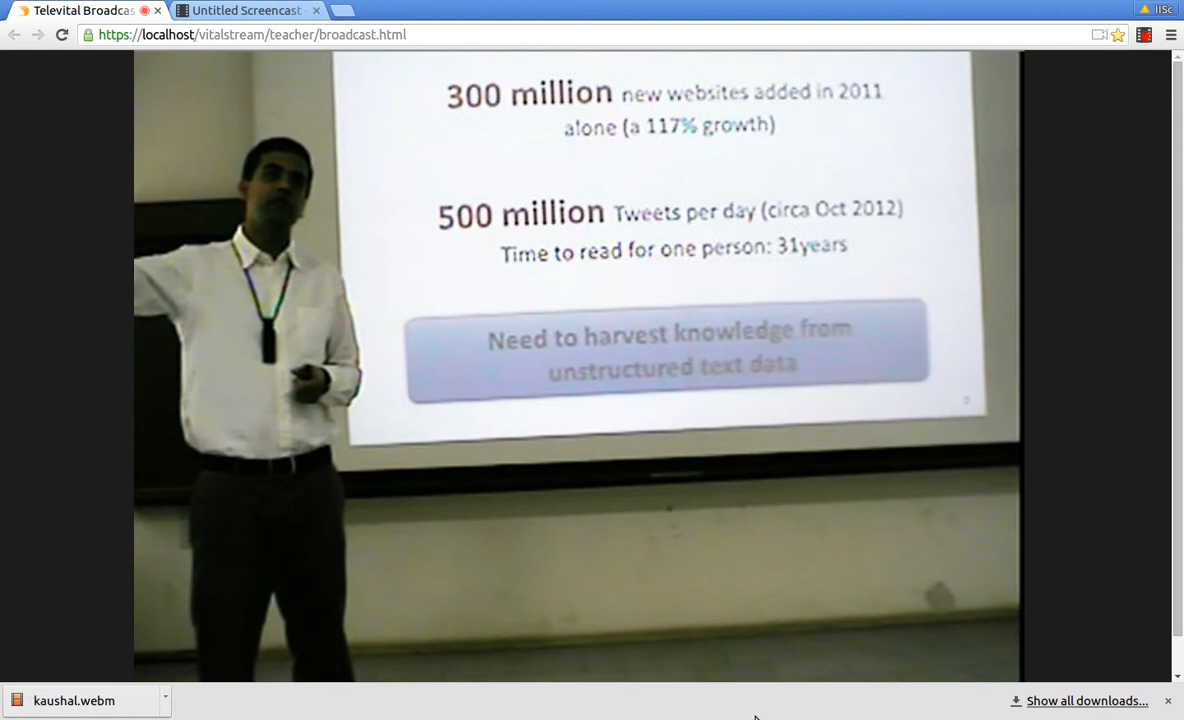 Televital Broadcas
Untitled Screencast -
IISc
https://localhost/vitalstream/teacher/broadcast.html
300 million new websites added in 2011
alone (a 117% growth)
500 million Tweets per day (circa Oct 2012)
Time to read for one person: 31years
Need to harvest knowledge from
unstructured text data
kaushal.webm
Show all downloads...